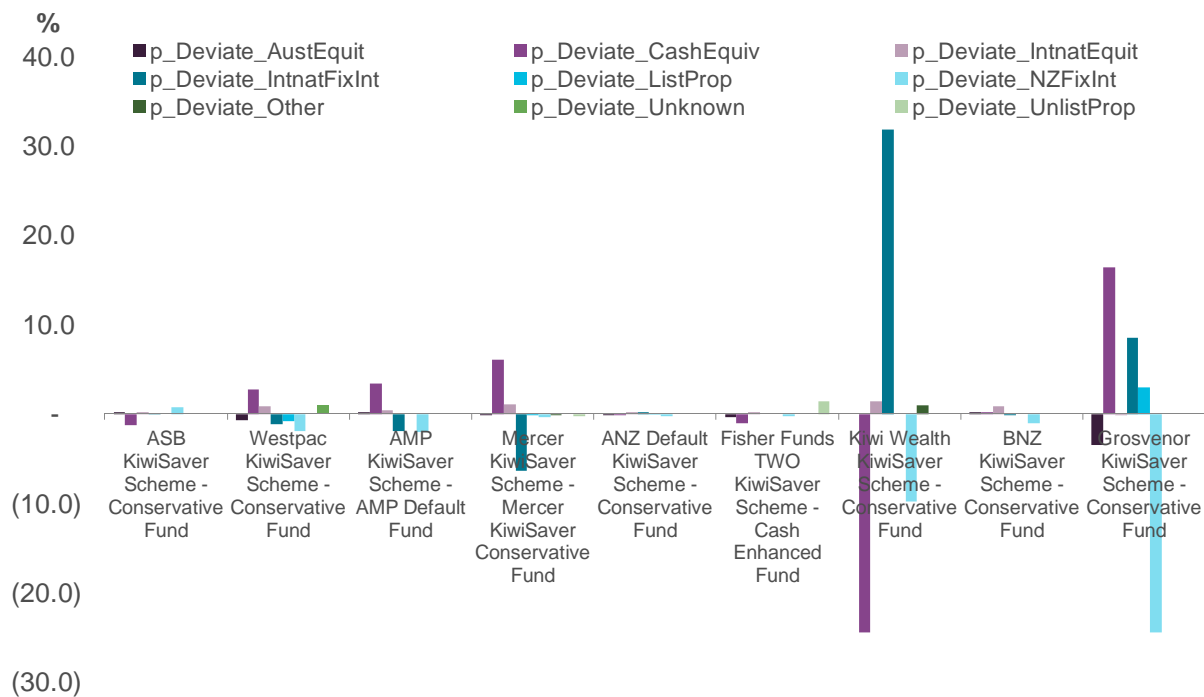 %
40.0
p_Deviate_AustEquit
p_Deviate_CashEquiv
p_Deviate_IntnatEquit
p_Deviate_IntnatFixInt
p_Deviate_ListProp
p_Deviate_NZFixInt
p_Deviate_Other
p_Deviate_Unknown
p_Deviate_UnlistProp
30.0
20.0
10.0
-
(10.0)
(20.0)
(30.0)
ASB
KiwiSaver
Scheme -
Conservative
Fund
Westpac
KiwiSaver
Scheme -
Conservative
Fund
AMP
KiwiSaver
Scheme -
AMP Default
Fund
Mercer
KiwiSaver
Scheme -
Mercer
KiwiSaver
Conservative
Fund
ANZ Default
KiwiSaver
Scheme -
Conservative
Fund
Fisher Funds
TWO
KiwiSaver
Scheme -
Cash
Enhanced
Fund
Kiwi Wealth
KiwiSaver
Scheme -
Conservative
Fund
BNZ
KiwiSaver
Scheme -
Conservative
Fund
Grosvenor
KiwiSaver
Scheme -
Conservative
Fund